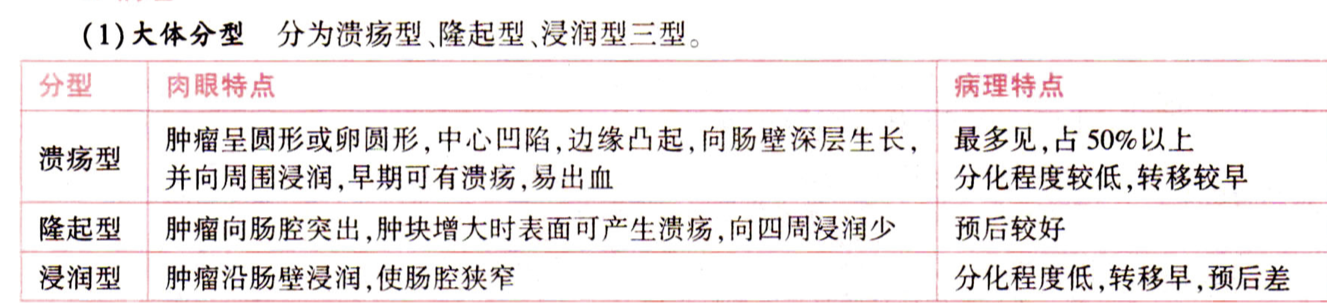 (1)大体分型 分为溃疡型、隆起型、浸润型三型。
分型 肉眼特点 病理特点
溃疡型 肿瘤呈圆形或卵圆形,中心凹陷,边缘凸起,向肠壁深层生长, 最多见,占50%以上
并向周围浸润,早期可有溃疡,易出血 分化程度较低,转移较早
隆起型 肿瘤向肠腔突出,肿块增大时表面可产生溃疡,向四周浸润少 预后较好
浸润型 肿瘤沿肠壁浸润,使肠腔狭窄 分化程度低,转移早,预后差